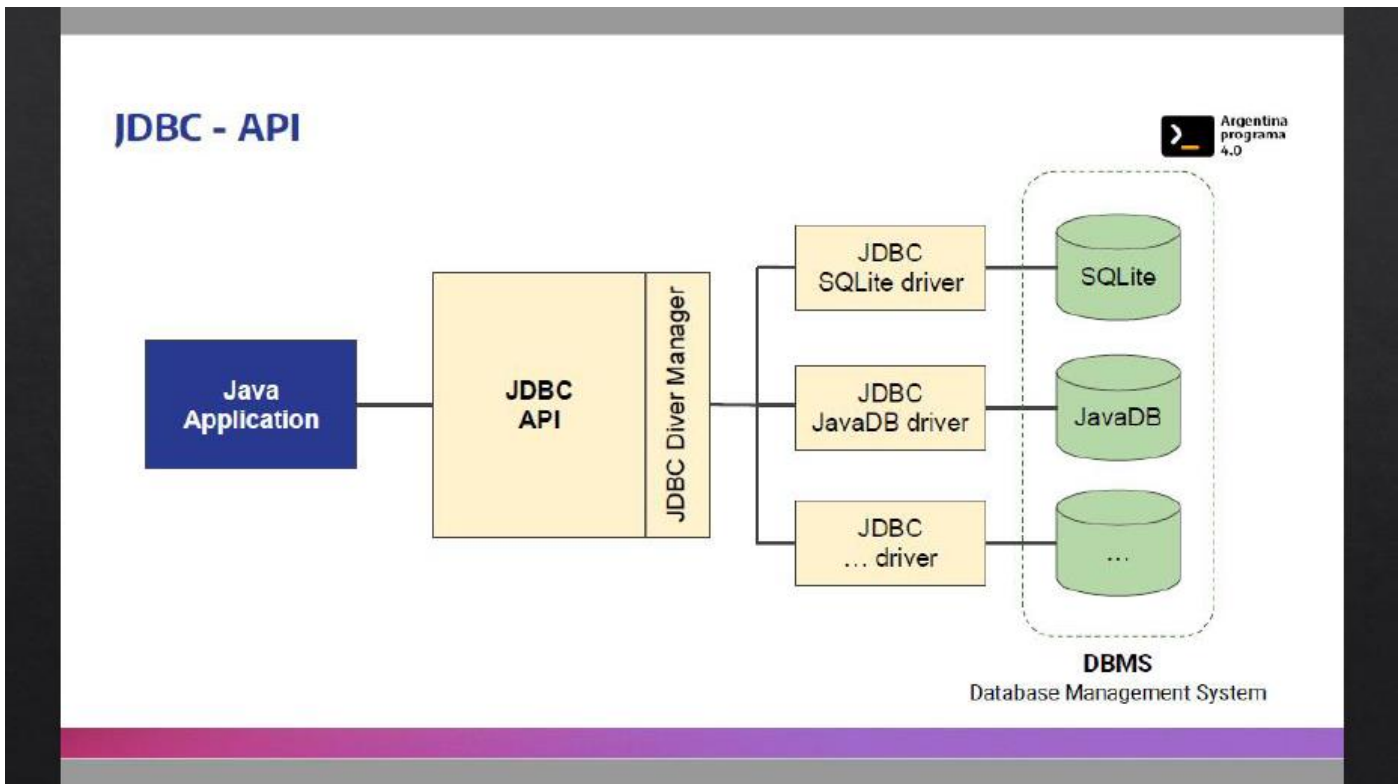 JDBC - API
Argentina
programa
4.0
Java
Application
JDBC
API
JDBC Diver Manager
JDBC
SQLite driver
SQLite
JDBC
JavaDB driver
JavaDB
JDBC
... driver
...
DBMS
Database Management System